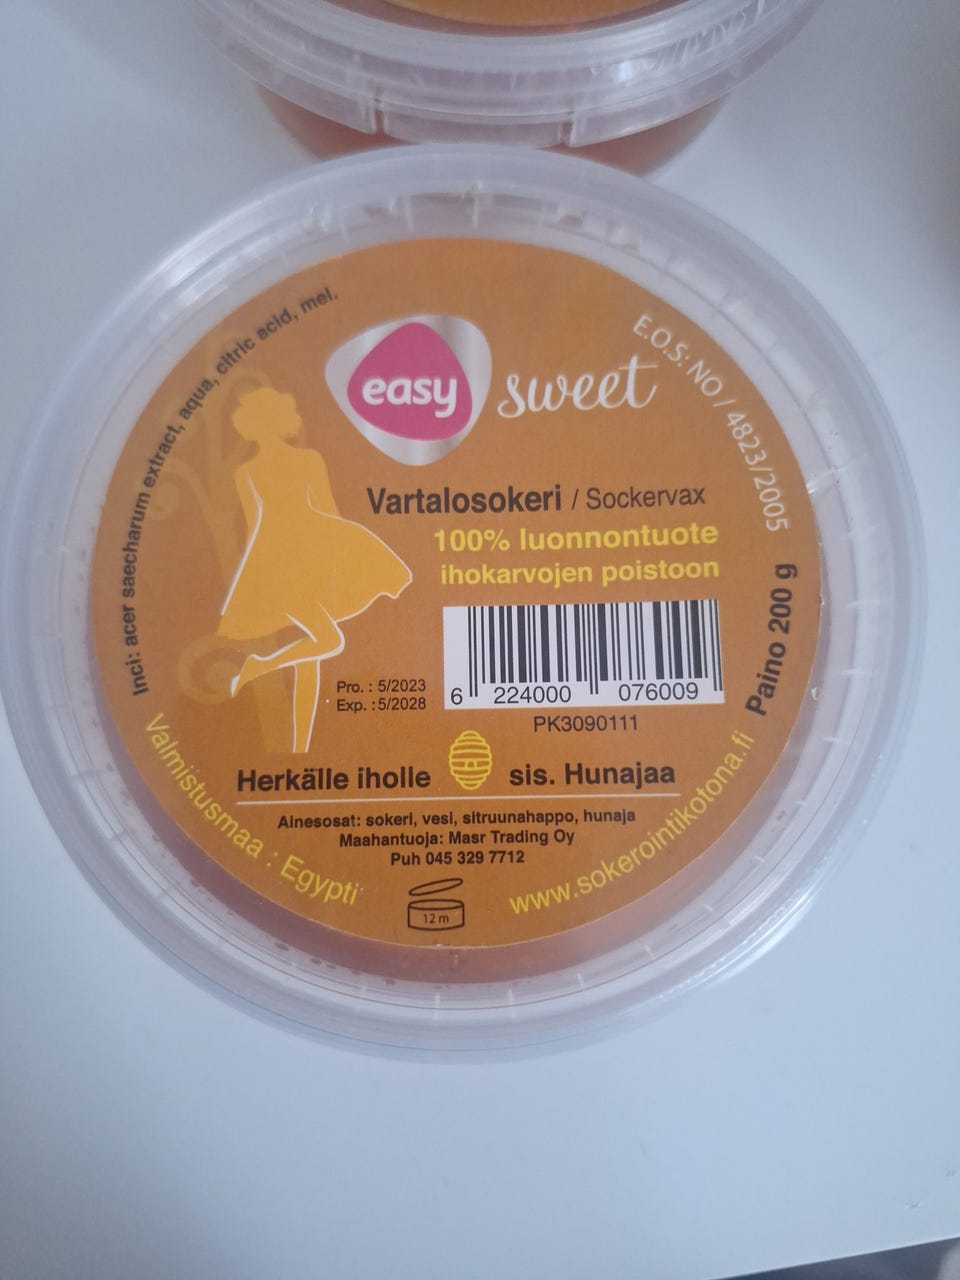 Inci: acer saecharum extract, aqua, citric acid, mel.
easy sweet
E.O.S: NO / 4823/2005
Vartalosokeri / Sockervax
100% luonnontuote
ihokarvojen poistoon
Pro. : 5/2023
Exp. : 5/2028
6 224000 076009
PK3090111
Paino 200 g
Herkälle iholle sis. Hunajaa
Ainesosat: sokeri, vesi, sitruunahappo, hunaja
Maahantuoja: Masr Trading Oy
Puh 045 329 7712
12 m
Valmistusmaa : Egypti
www.sokerointikotona.fi